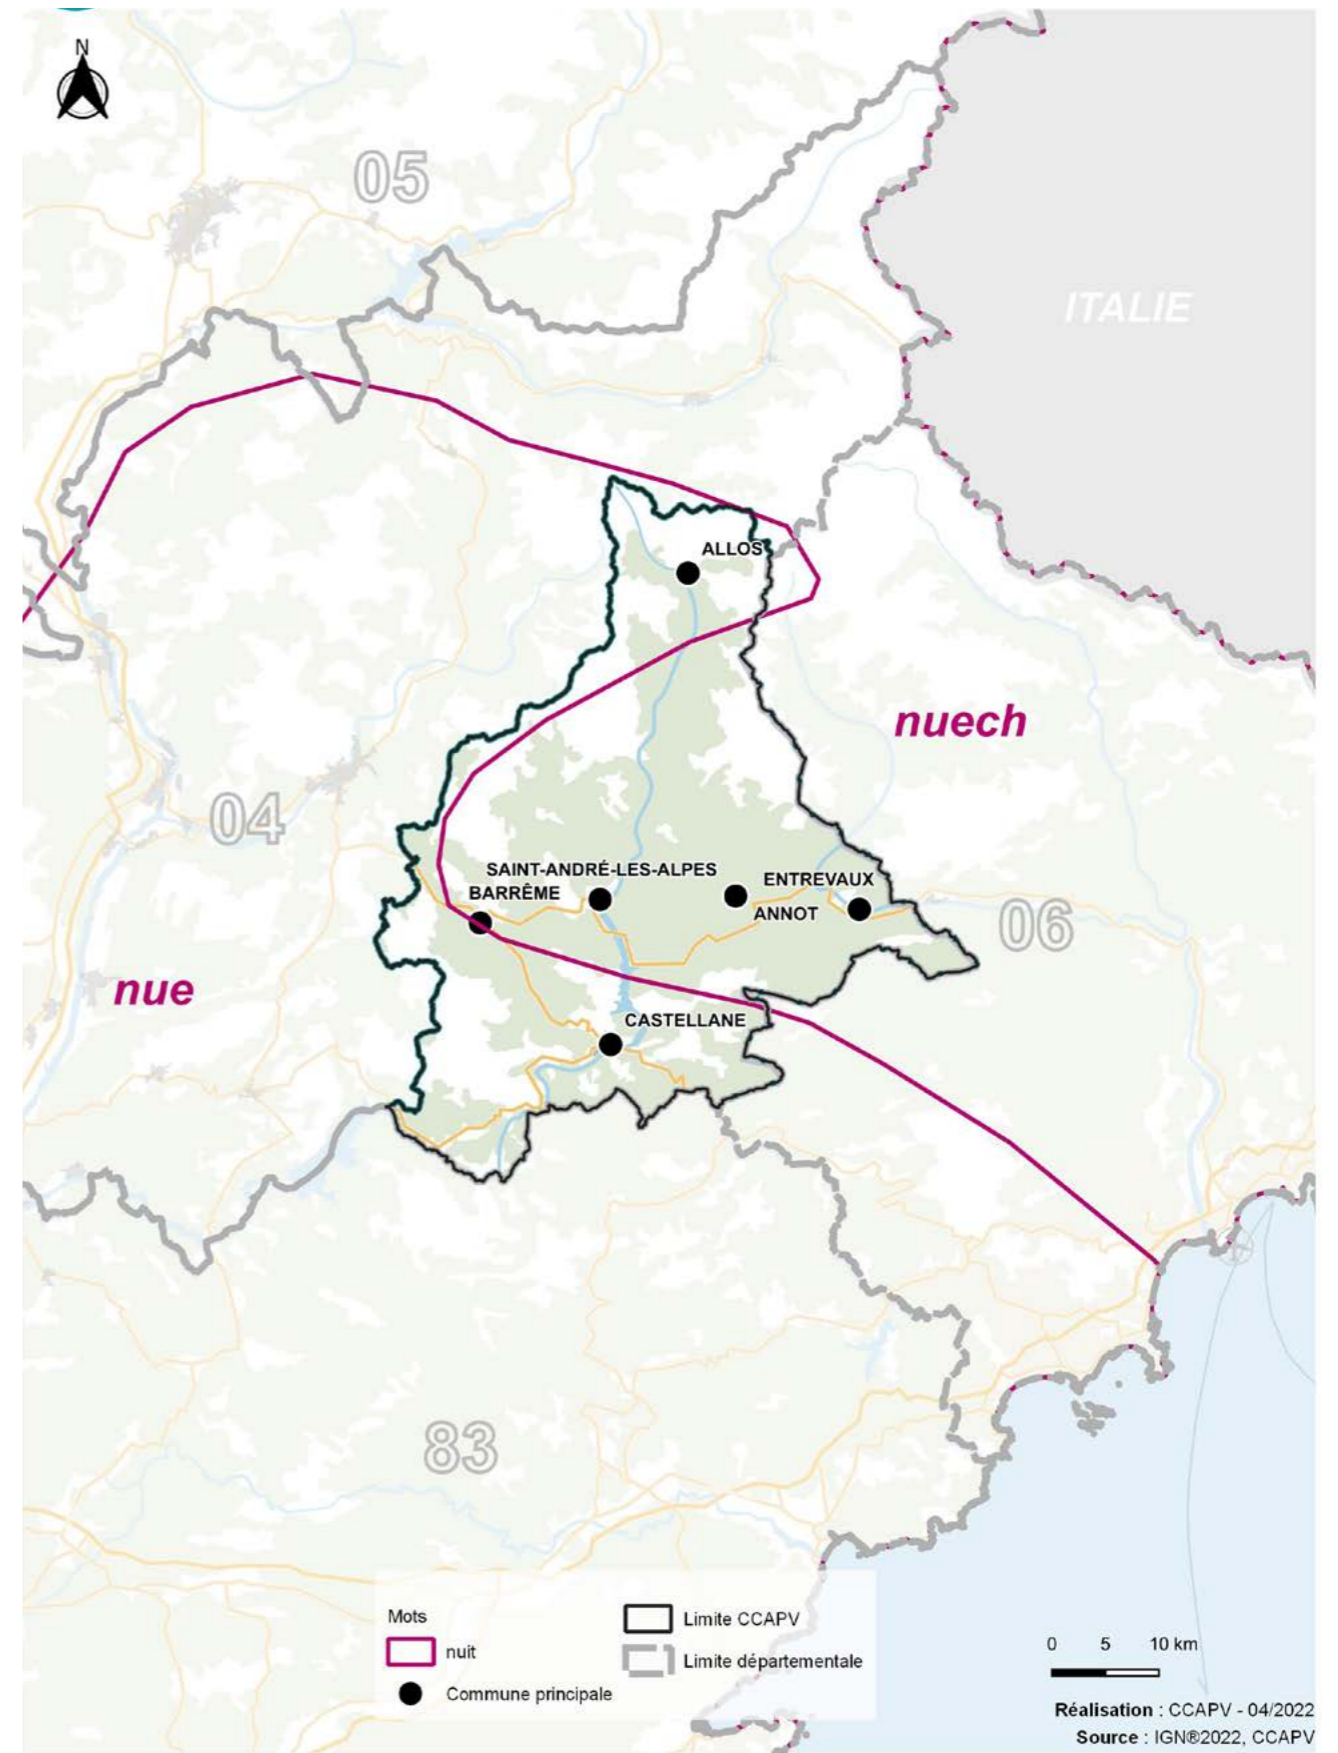 N
05
ITALIE
ALLOS
nuech
04
SAINT-ANDRÉ-LES-ALPES
BARRÊME
ENTREVAUX
ANNOT
06
nue
CASTELLANE
83
Mots
nuit
Commune principale
Limite CCAPV
Limite départementale
0 5 10 km
Réalisation : CCAPV - 04/2022
Source : IGN®2022, CCAPV